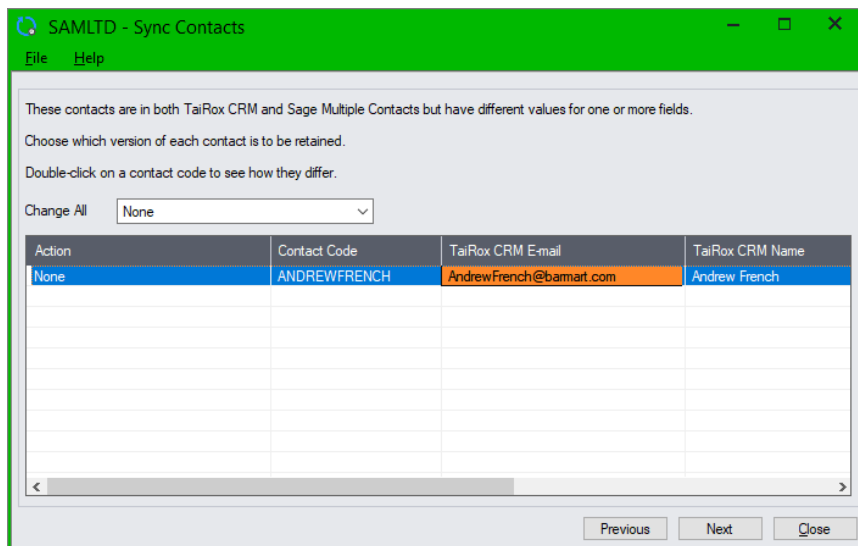 SAMLTD - Sync Contacts
File Help
These contacts are in both TaiRox CRM and Sage Multiple Contacts but have different values for one or more fields.
Choose which version of each contact is to be retained.
Double-click on a contact code to see how they differ.
Change All None
Action Contact Code TaiRox CRM E-mail TaiRox CRM Name
None ANDREWFRENCH AndrewFrench@barmart.com Andrew French
Previous Next Close